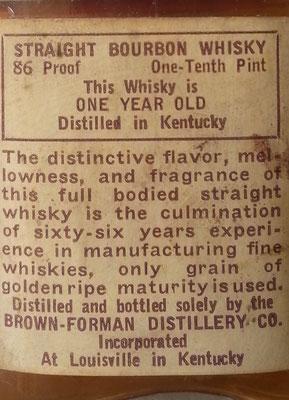 STRAIGHT BOURBON WHISKY
86 Proof One-Tenth Pint
This Whisky is
ONE YEAR OLD
Distilled in Kentucky
The distinctive flavor, mel-
lowness, and fragrance of
this full bodied straight
whisky is the culmination
of sixty-six years experi-
ence in manufacturing fine
whiskies, only grain of
golden ripe maturity is used.
Distilled and bottled solely by the
BROWN-FORMAN DISTILLERY CO.
Incorporated
At Louisville in Kentucky